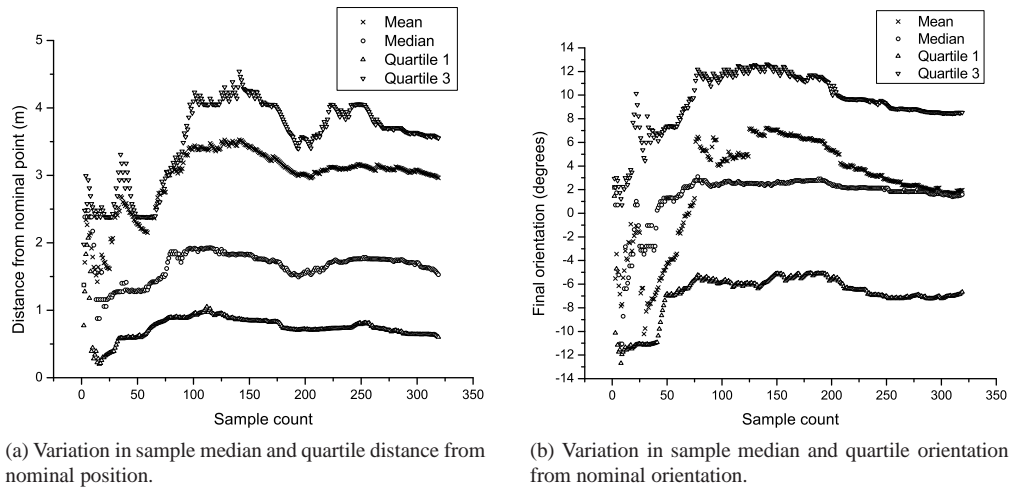 Mean
Median
Quartile 1
Quartile 3
5
4
3
2
1
0
Distance from nominal point (m)
0 50 100 150 200 250 300 350
Sample count
(a) Variation in sample median and quartile distance from
nominal position.
Mean
Median
Quartile 1
Quartile 3
14
12
10
8
6
4
2
0
-2
-4
-6
-8
-10
-12
-14
Final orientation (degrees)
0 50 100 150 200 250 300 350
Sample count
(b) Variation in sample median and quartile orientation
from nominal orientation.